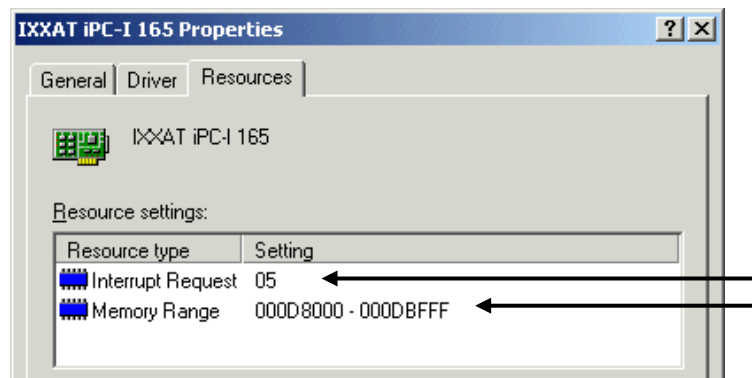 IXXAT iPC-I 165 Properties
General Driver Resources
IXXAT iPC-I 165
Resource settings:
Resource type Setting
Interrupt Request 05
Memory Range 000D8000 - 000DBFFF